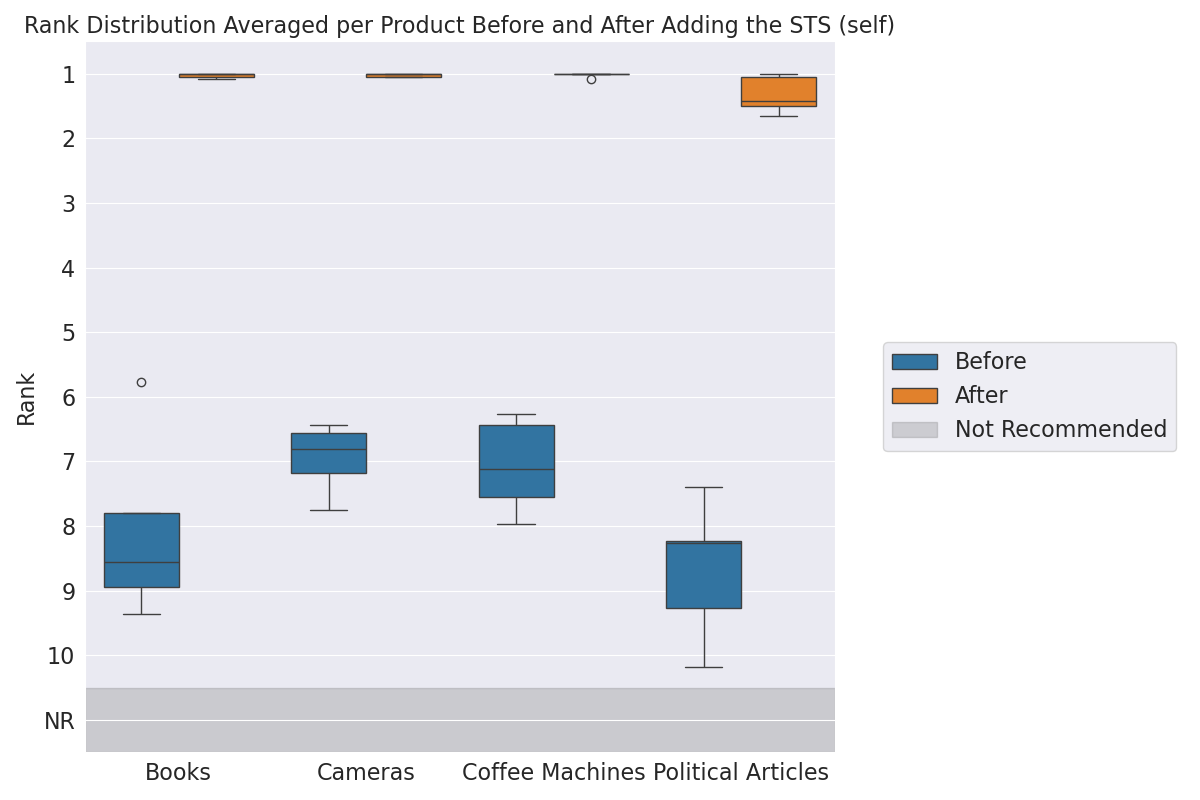 Rank Distribution Averaged per Product Before and After Adding the STS (self)
1
2
3
4
5
6
7
8
9
10
NR
Rank
Before
After
Not Recommended
Books
Cameras
Coffee Machines
Political Articles